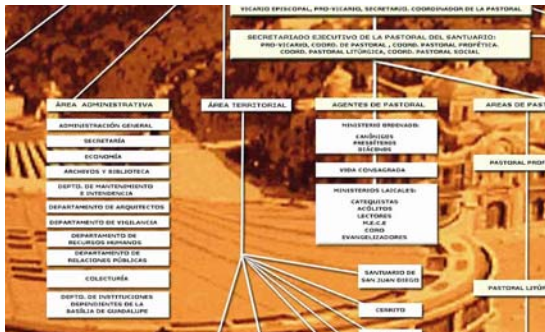 VICARIO EPISCOPAL, PRO-VICARIO, SECRETARIO. COORDINADOR DE LA PASTORAL
SECRETARIADO EJECUTIVO DE LA PASTORAL DEL SANTUARIO:
PRO-VICARIO, COORD. DE PASTORAL , COORD. PASTORAL PROFÉTICA.
COORD. PASTORAL LITÚRGICA, COORD. PASTORAL SOCIAL
ÁREA ADMINISTRATIVA
ADMINISTRACIÓN GENERAL
SECRETARÍA
ECONOMÍA
ARCHIVOS Y BIBLIOTECA
DEPTO. DE MANTENIMIENTO
E INTENDENCIA
DEPARTAMENTO DE ARQUITECTOS
DEPARTAMENTO DE VIGILANCIA
DEPARTAMENTO DE
RECURSOS HUMANOS
DEPARTAMENTO DE
RELACIONES PÚBLICAS
COLECTURÍA
DEPTO. DE INSTITUCIONES
DEPENDIENTES DE LA
BASÍLIA DE GUADALUPE
ÁREA TERRITORIAL
SANTUARIO DE
SAN JUAN DIEGO
CERRITO
AGENTES DE PASTORAL
MINISTERIO ORDENADO:
CANÓNIGOS
PRESBÍTEROS
DIÁCONOS
VIDA CONSAGRADA
MINISTERIOS LAICALES:
CATEQUISTAS
ACÓLITOS
LECTORES
M.E.C.E
CORO
EVANGELIZADORES
AREAS DE PAST
PASTORAL PROF
PASTORAL LITÚR